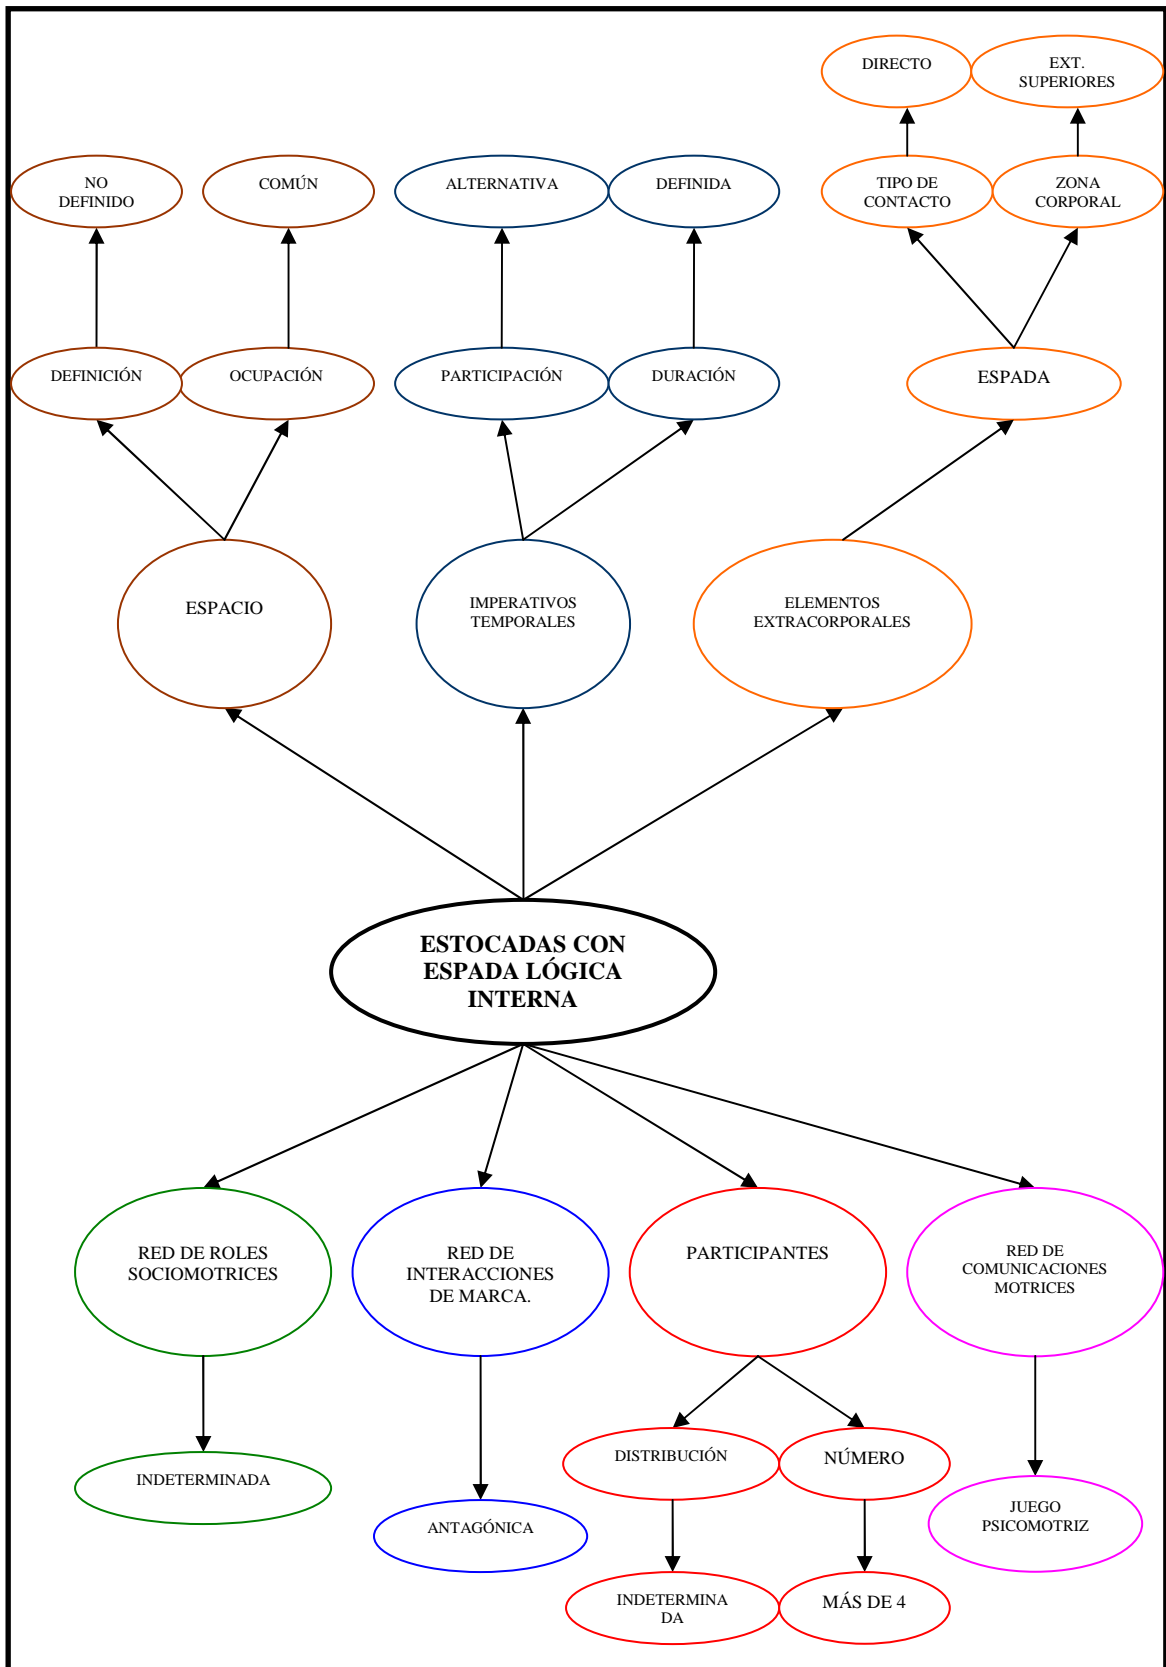 DIRECTO
EXT.
SUPERIORES
NO
DEFINIDO
COMÚN
ALTERNATIVA
DEFINIDA
TIPO DE
CONTACTO
ZONA
CORPORAL
DEFINICIÓN
OCUPACIÓN
PARTICIPACIÓN
DURACIÓN
ESPADA
ESPACIO
IMPERATIVOS
TEMPORALES
ELEMENTOS
EXTRACORPORALES
ESTOCADAS CON
ESPADA LÓGICA
INTERNA
RED DE ROLES
SOCIOMOTRICES
RED DE
INTERACCIONES
DE MARCA.
PARTICIPANTES
RED DE
COMUNICACIONES
MOTRICES
INDETERMINADA
ANTAGÓNICA
DISTRIBUCIÓN
NÚMERO
JUEGO
PSICOMOTRIZ
INDETERMINA
DA
MÁS DE 4